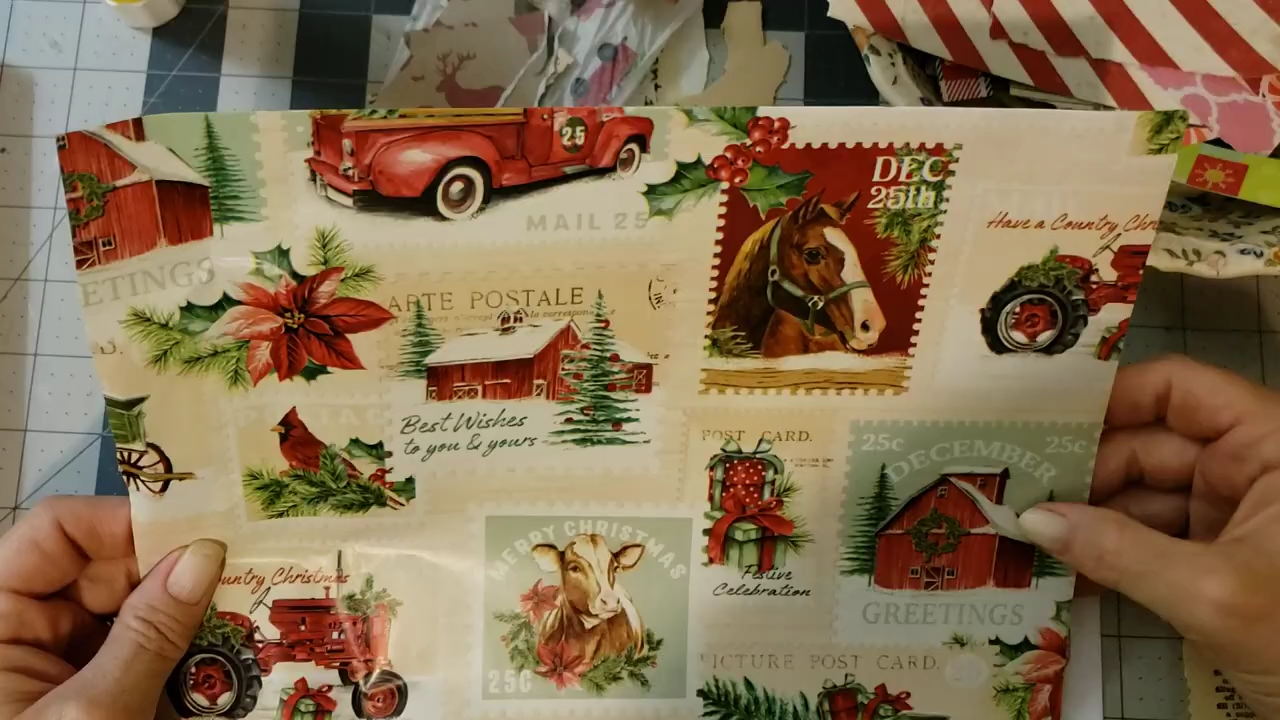 25
MAIL 25
DEC
25th
Have a Country Chr
ETINGS
ARTE POSTALE
S.
Best Wishes
to you & yours
POST CARD.
25c 25c
DECEMBER
GREETINGS
Festive
Celebration
untry Christmas
MERRY CHRISTMAS
25C
ICTURE POST CARD.